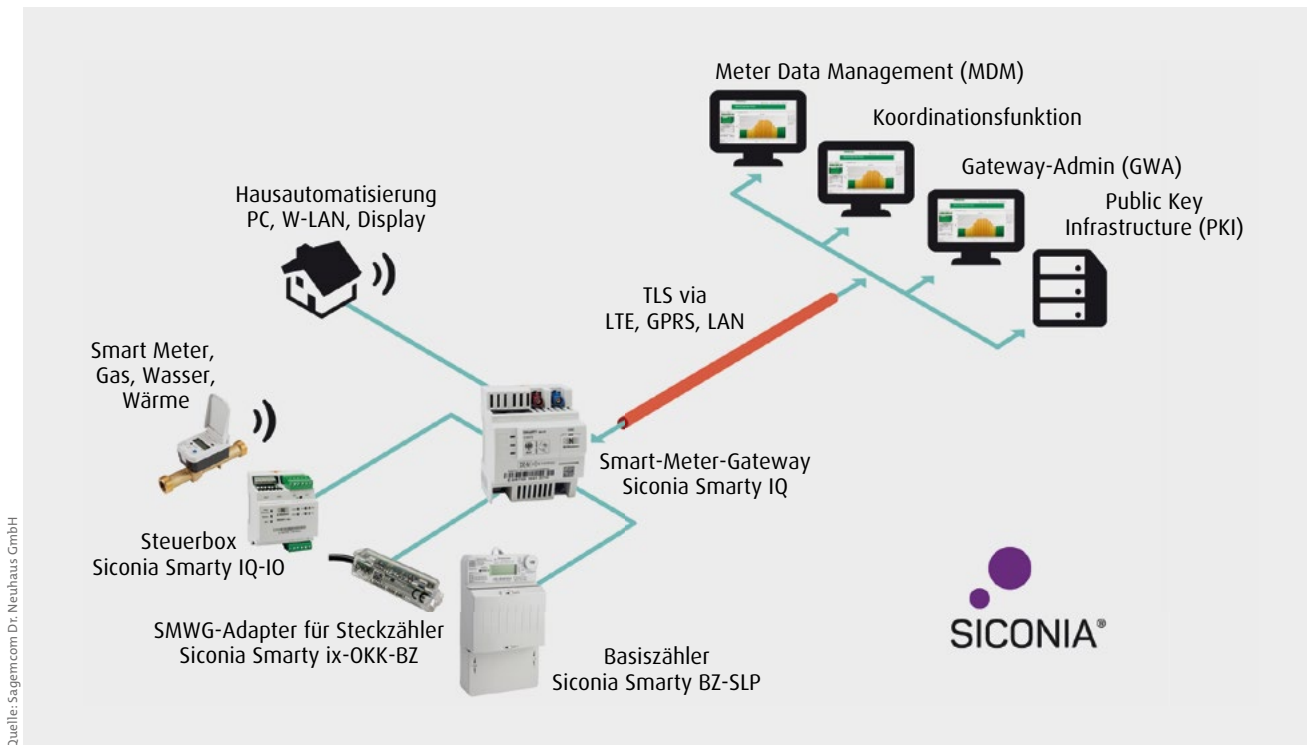 Meter Data Management (MDM)
Koordinationsfunktion
Gateway-Admin (GWA)
Public Key
Infrastructure (PKI)
Hausautomatisierung
PC, W-LAN, Display
TLS via
LTE, GPRS, LAN
Smart Meter,
Gas, Wasser,
Wärme
Smart-Meter-Gateway
Siconia Smarty IQ
Steuerbox
Siconia Smarty IQ-IO
SMWG-Adapter für Steckzähler
Siconia Smarty ix-OKK-BZ
Basiszähler
Siconia Smarty BZ-SLP
SICONIA®
Quelle: Sagemcom Dr. Neuhaus GmbH